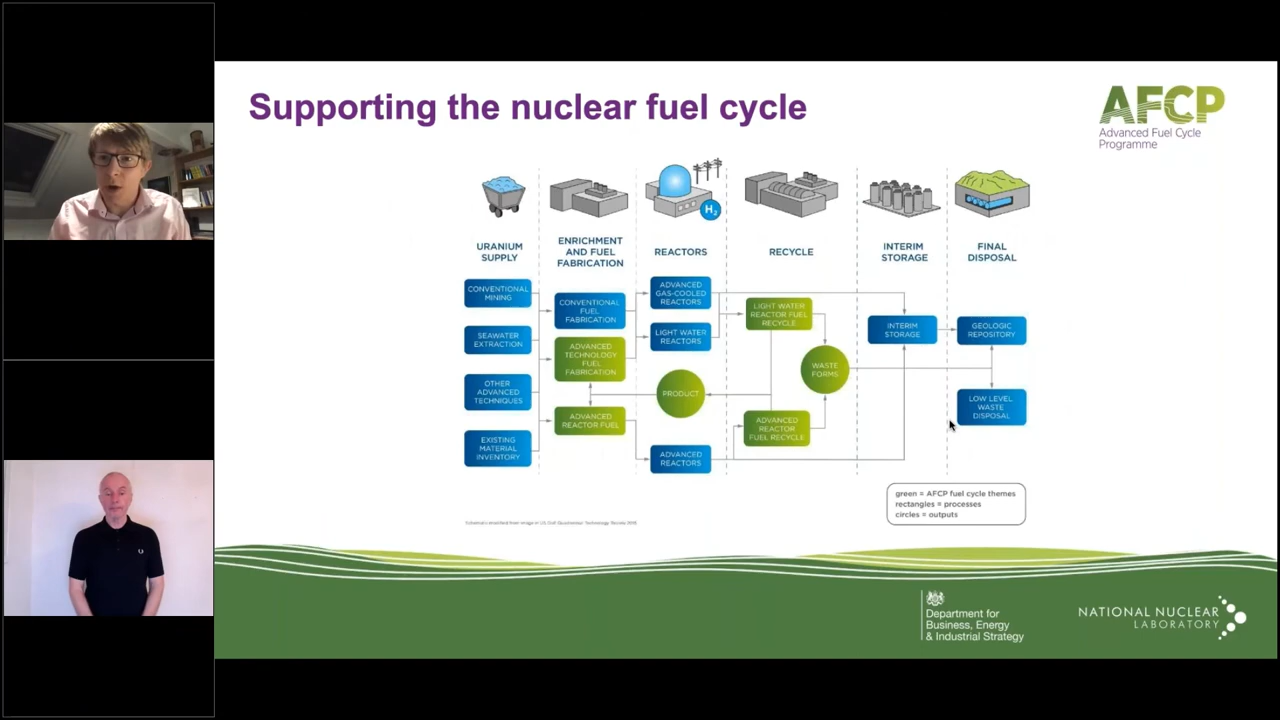 Supporting the nuclear fuel cycle
AFCP
Advanced Fuel Cycle
Programme
H2
URANIUM
SUPPLY
ENRICHMENT
AND FUEL
FABRICATION
REACTORS
RECYCLE
INTERIM
STORAGE
FINAL
DISPOSAL
CONVENTIONAL
MINING
SEAWATER
EXTRACTION
OTHER
ADVANCED
TECHNIQUES
EXISTING
MATERIAL
INVENTORY
CONVENTIONAL
FUEL
FABRICATION
ADVANCED
TECHNOLOGY
FUEL
FABRICATION
ADVANCED
REACTOR FUEL
ADVANCED
GAS-COOLED
REACTORS
LIGHT WATER
REACTORS
PRODUCT
ADVANCED
REACTORS
LIGHT WATER
REACTOR FUEL
RECYCLE
WASTE
FORMS
ADVANCED
REACTOR
FUEL RECYCLE
INTERIM
STORAGE
GEOLOGIC
REPOSITORY
LOW LEVEL
WASTE
DISPOSAL
green = AFCP fuel cycle themes
rectangles = processes
circles = outputs
Department for
Business, Energy
& Industrial Strategy
NATIONAL NUCLEAR
LABORATORY